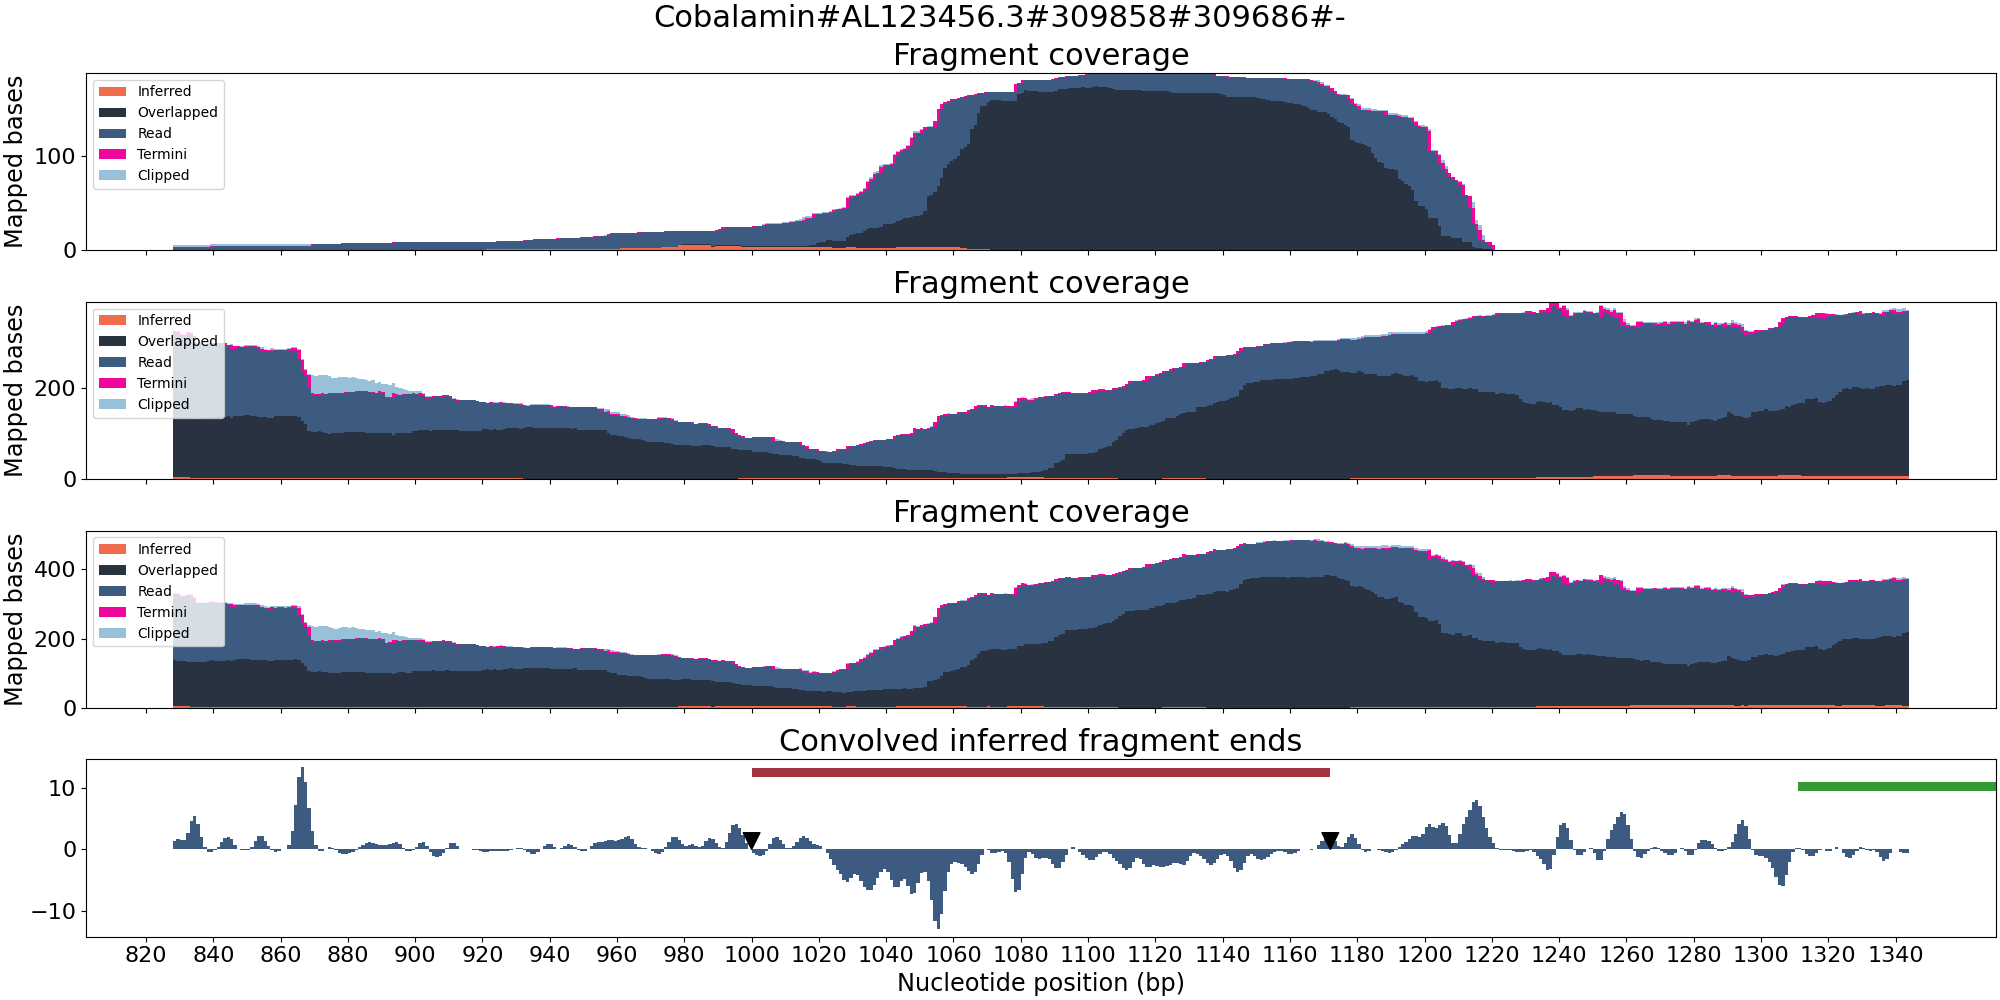 Cobalamin#AL123456.3#309858#309686#-
Fragment coverage
Mapped bases
100
0
Inferred
Overlapped
Read
Termini
Clipped
Fragment coverage
Mapped bases
200
0
Inferred
Overlapped
Read
Termini
Clipped
Fragment coverage
Mapped bases
400
200
0
Inferred
Overlapped
Read
Termini
Clipped
Convolved inferred fragment ends
10
0
−10
820 840 860 880 900 920 940 960 980 1000 1020 1040 1060 1080 1100 1120 1140 1160 1180 1200 1220 1240 1260 1280 1300 1320 1340
Nucleotide position (bp)